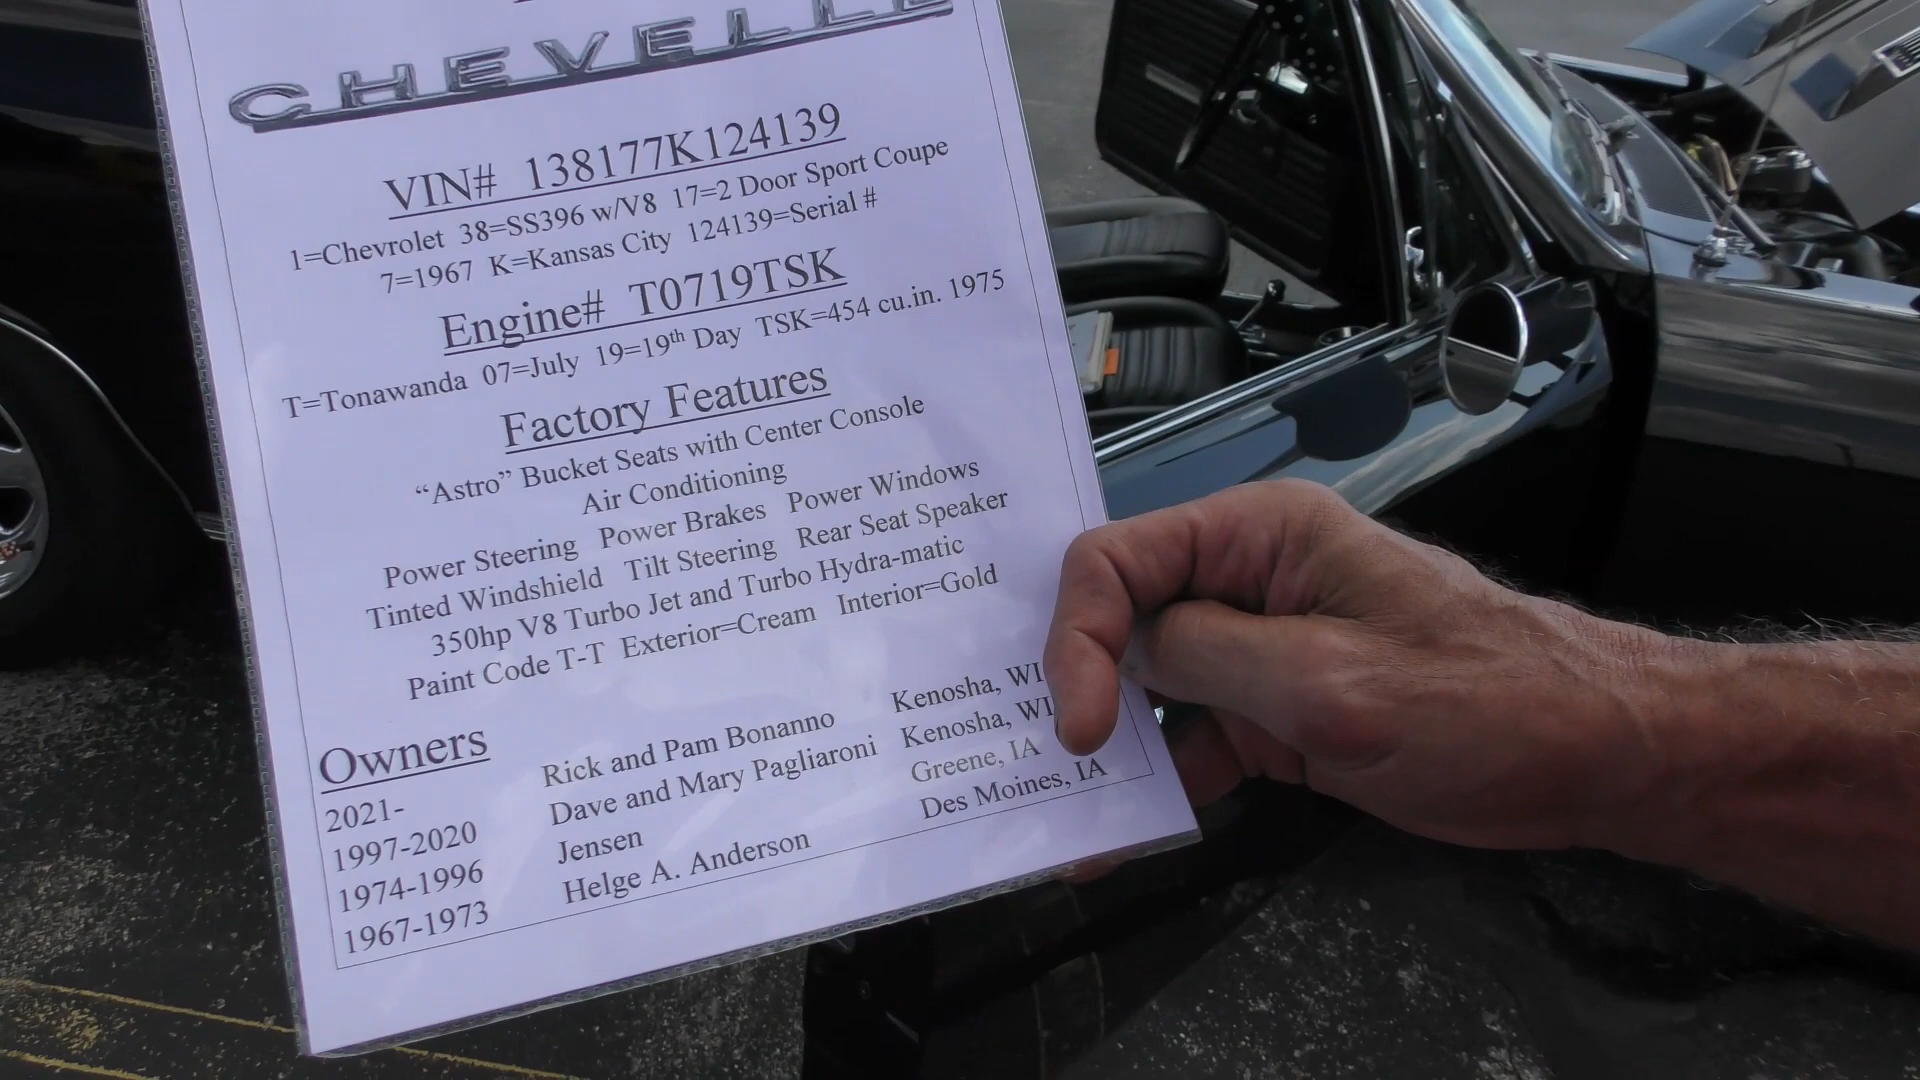 CHEVELLE
VIN# 138177K124139
1=Chevrolet 38=SS396 w/V8 17=2 Door Sport Coupe
7=1967 K=Kansas City 124139=Serial #
Engine# T0719TSK
T=Tonawanda 07=July 19=19th Day TSK=454 cu.in. 1975
Factory Features
“Astro” Bucket Seats with Center Console
Air Conditioning
Power Steering Power Brakes Power Windows
Tinted Windshield Tilt Steering Rear Seat Speaker
350hp V8 Turbo Jet and Turbo Hydra-matic
Paint Code T-T Exterior=Cream Interior=Gold
Owners
2021- Rick and Pam Bonanno Kenosha, WI
1997-2020 Dave and Mary Pagliaroni Kenosha, WI
1974-1996 Jensen Greene, IA
1967-1973 Helge A. Anderson Des Moines, IA